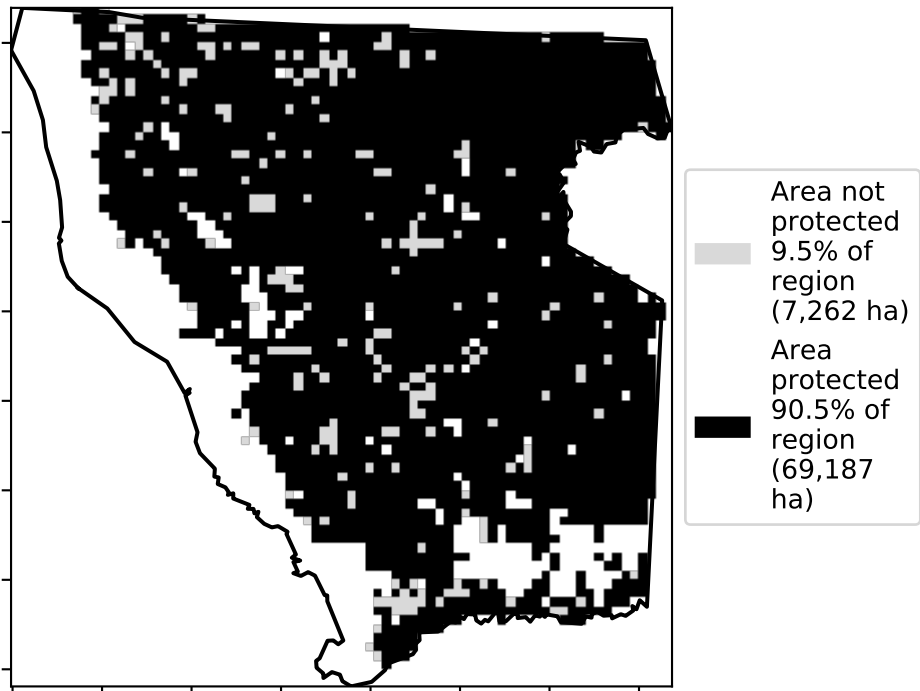 Area not
protected
9.5% of
region
(7,262 ha)
Area
protected
90.5% of
region
(69,187
ha)